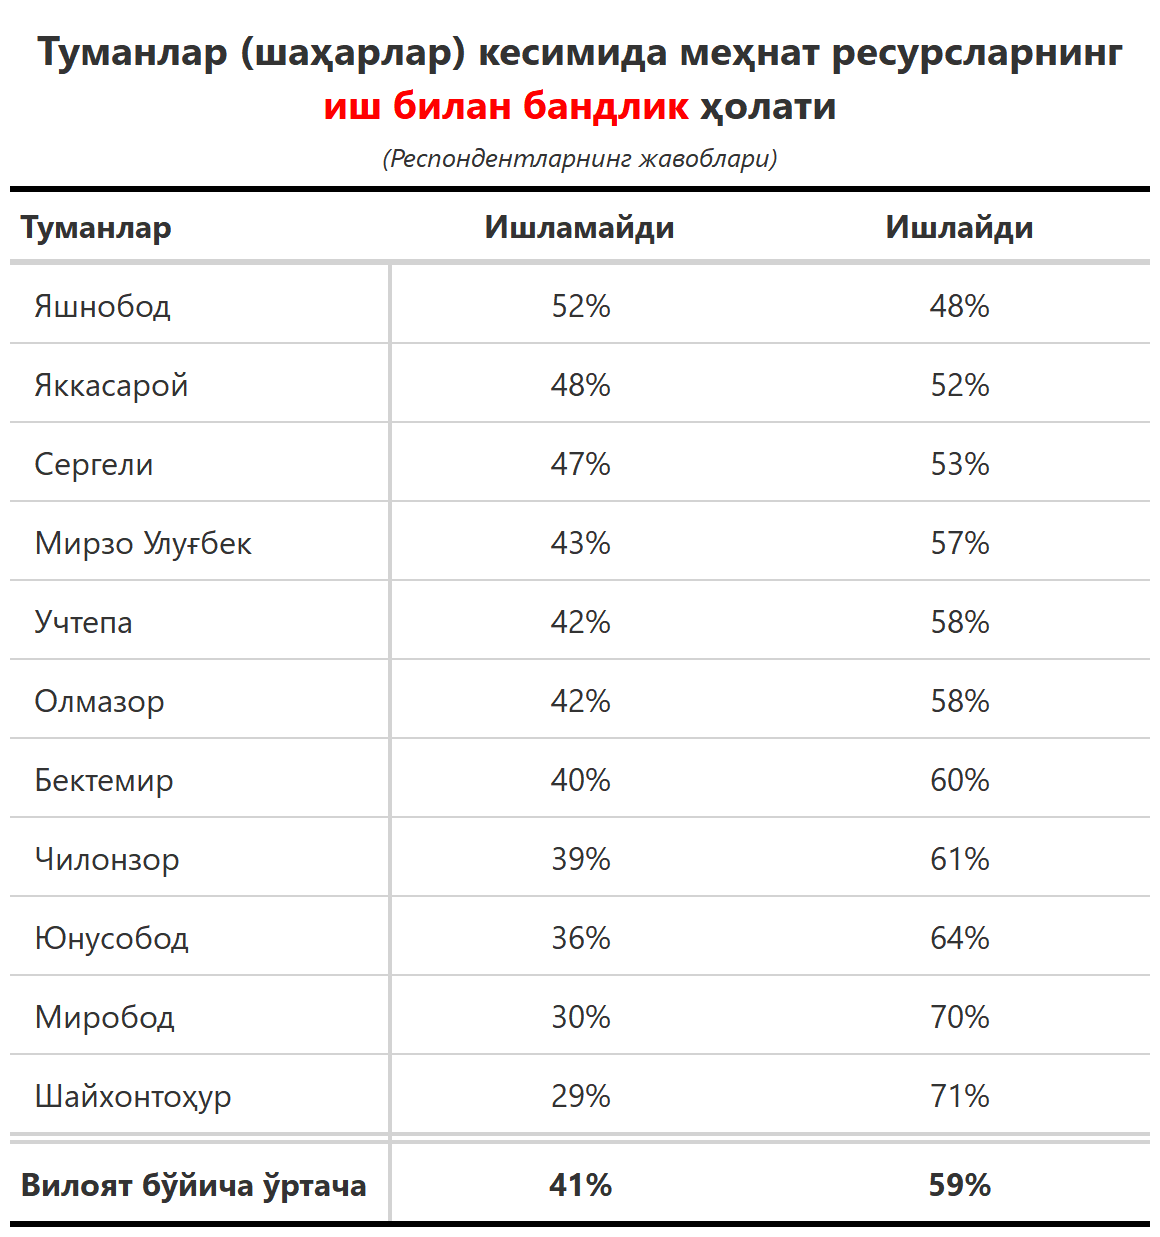 Туманлар (шаҳарлар) кесимида меҳнат ресурсларнинг
иш билан бандлик ҳолати
(Респондентларнинг жавоблари)
Туманлар Ишламайди Ишлайди
Яшнобод 52% 48%
Яккасарой 48% 52%
Сергели 47% 53%
Мирзо Улуғбек 43% 57%
Учтепа 42% 58%
Олмазор 42% 58%
Бектемир 40% 60%
Чилонзор 39% 61%
Юнусобод 36% 64%
Миробод 30% 70%
Шайхонтоҳур 29% 71%
Вилоят бўйича ўртача 41% 59%